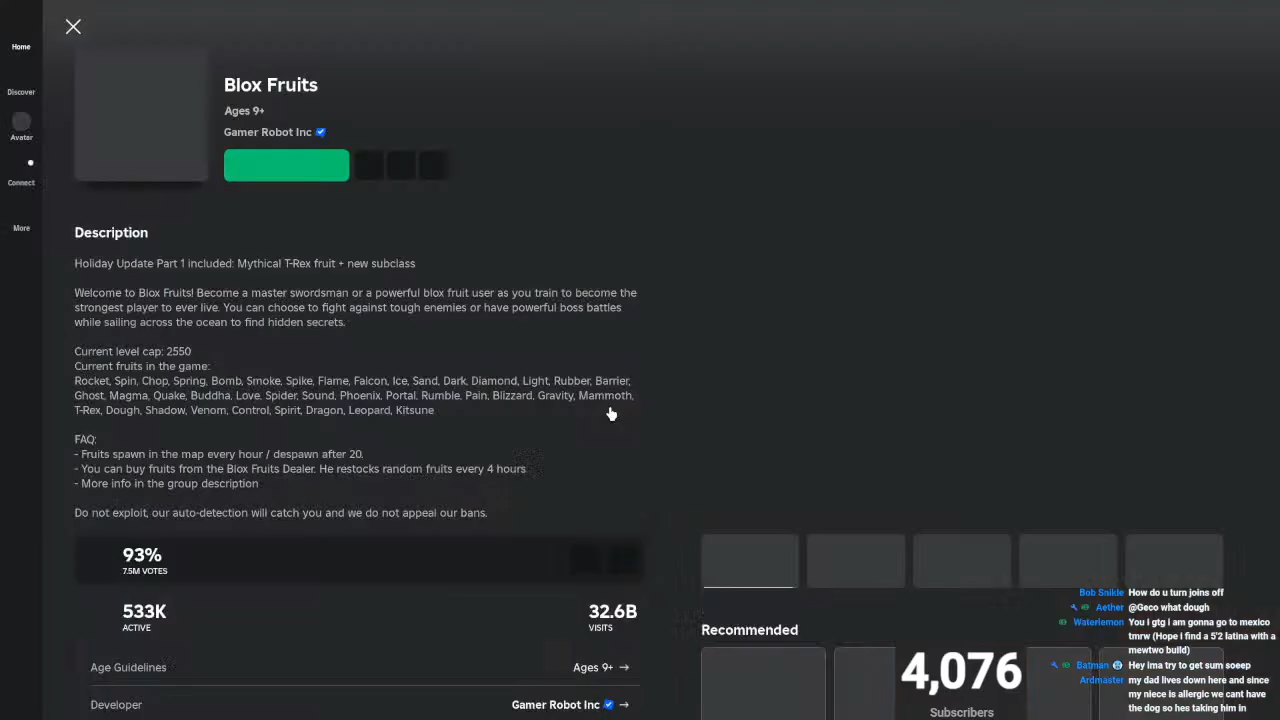 Home
Discover
Avatar
Connect
More
Blox Fruits
Ages 9+
Gamer Robot Inc
Description
Holiday Update Part 1 included: Mythical T-Rex fruit + new subclass
Welcome to Blox Fruits! Become a master swordsman or a powerful blox fruit user as you train to become the
strongest player to ever live. You can choose to fight against tough enemies or have powerful boss battles
while sailing across the ocean to find hidden secrets.
Current level cap: 2550
Current fruits in the game:
Rocket, Spin, Chop, Spring, Bomb, Smoke, Spike, Flame, Falcon, Ice, Sand, Dark, Diamond, Light, Rubber, Barrier,
Ghost, Magma, Quake, Buddha, Love, Spider, Sound, Phoenix, Portal, Rumble, Pain, Blizzard, Gravity, Mammoth,
T-Rex, Dough, Shadow, Venom, Control, Spirit, Dragon, Leopard, Kitsune
FAQ:
- Fruits spawn in the map every hour / despawn after 20.
- You can buy fruits from the Blox Fruits Dealer. He restocks random fruits every 4 hours
- More info in the group description
Do not exploit, our auto-detection will catch you and we do not appeal our bans.
93%
7.5M VOTES
533K
ACTIVE
32.6B
VISITS
Age Guidelines
Ages 9+ →
Developer
Gamer Robot Inc →
Recommended
4,076
Subscribers
Bob Snikle How do u turn joins off
Aether @Geco what dough
Waterlemon You I gtg i am gonna go to mexico
tmrw (Hope I find a 5'2 latina with a
mewtwo build)
Batman Hey ima try to get sum soeep
Ardmaster my dad lives down here and since
my niece is allergic we cant have
the dog so hes taking him in